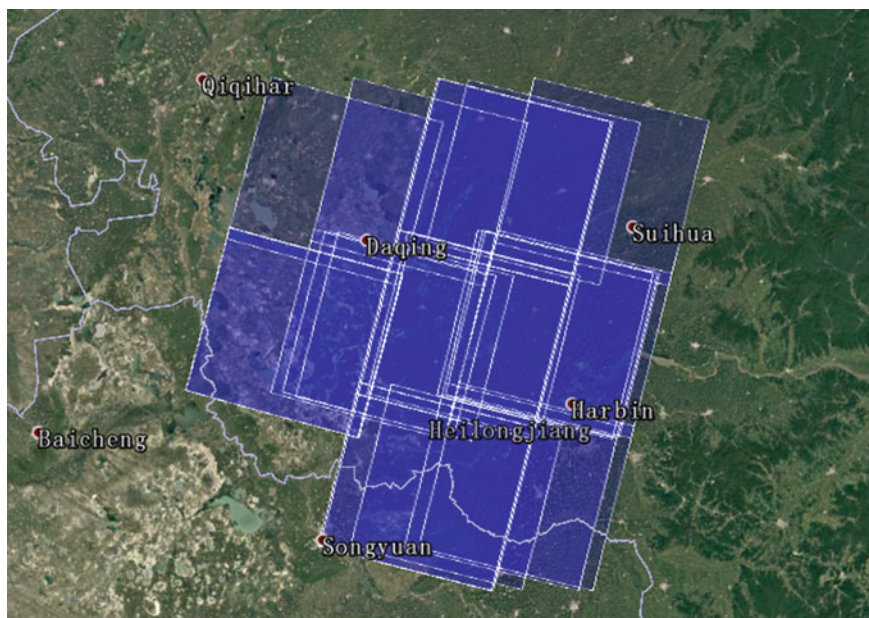 Qiqihar
Suihua
Daqing
Harbin
Heilongjiang
Baicheng
Songyuan